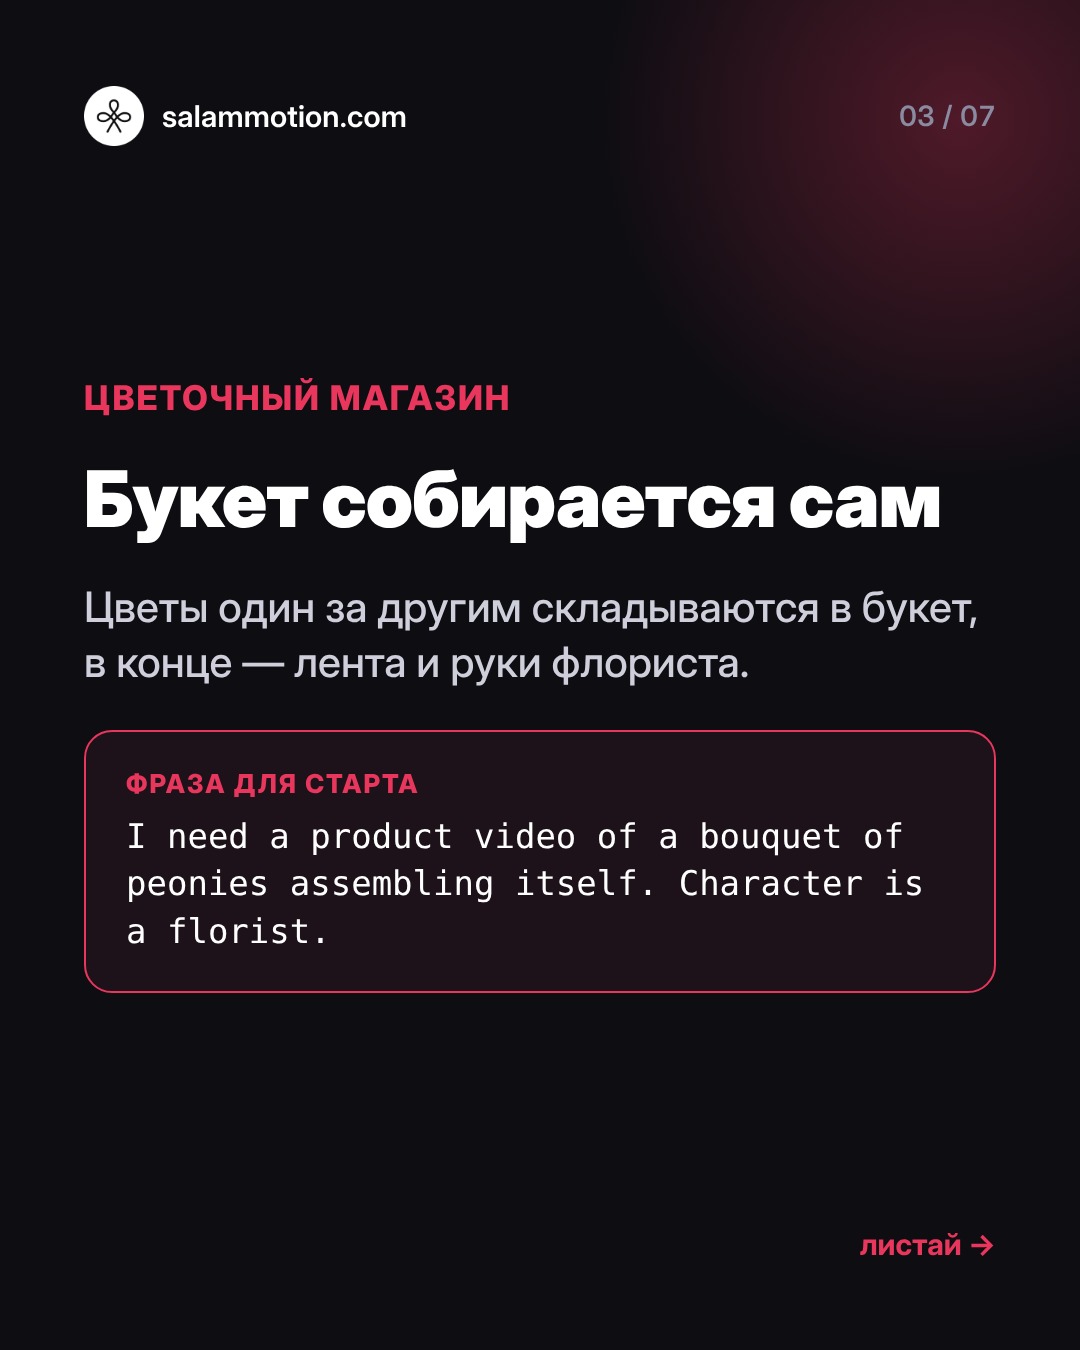 salammotion.com
03 / 07
ЦВЕТОЧНЫЙ МАГАЗИН
Букет собирается сам
Цветы один за другим складываются в букет,
в конце — лента и руки флориста.
ФРАЗА ДЛЯ СТАРТА
I need a product video of a bouquet of
peonies assembling itself. Character is
a florist.
листай →